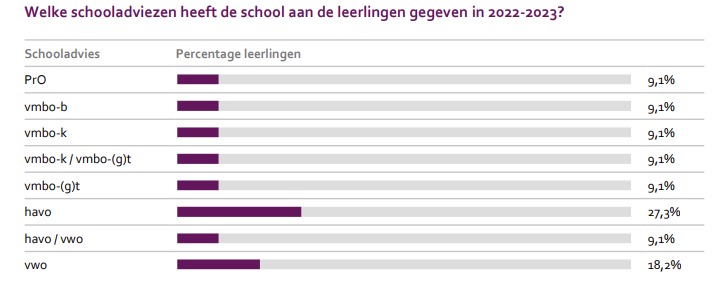 Welke schooladviezen heeft de school aan de leerlingen gegeven in 2022-2023?
Schooladvies Percentage leerlingen
PrO 9,1%
vmbo-b 9,1%
vmbo-k 9,1%
vmbo-k / vmbo-(g)t 9,1%
vmbo-(g)t 9,1%
havo 27,3%
havo / vwo 9,1%
vwo 18,2%